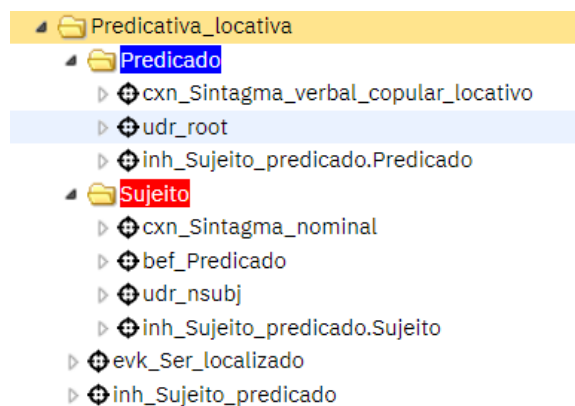 Predicativa_locativa
Predicado
cxn_Sintagma_verbal_copular_locativo
udr_root
inh_Sujeito_predicado.Predicado
Sujeito
cxn_Sintagma_nominal
bef_Predicado
udr_nsubj
inh_Sujeito_predicado.Sujeito
evk_Ser_localizado
inh_Sujeito_predicado